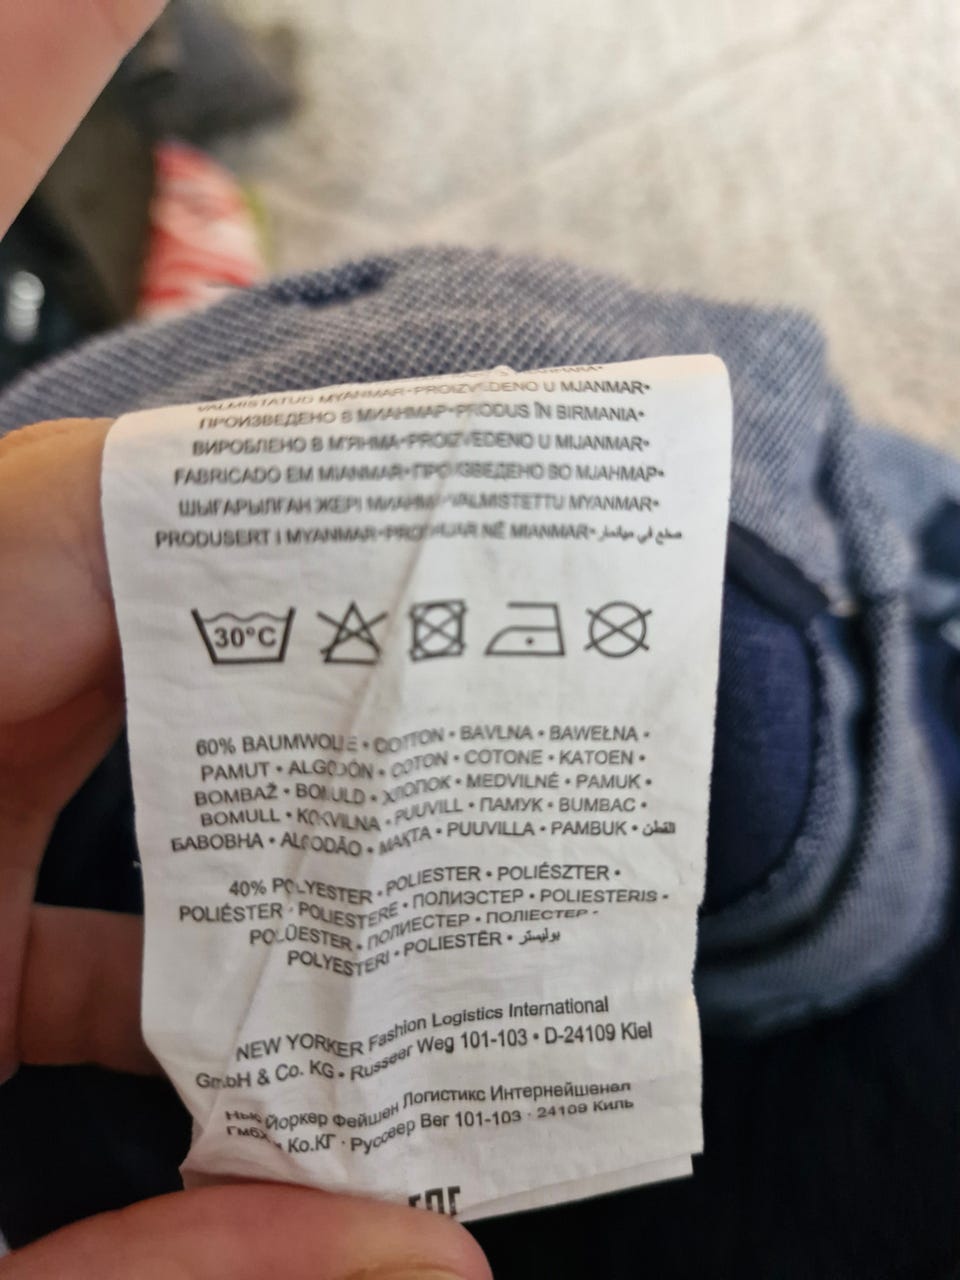 VALMISTATUD MYANMAR•PROIZVEDENO U MJANMAR•
ПРОИЗВЕДЕНО В МИАНМАР•PRODUS ÎN BIRMANIA•
ВИРОБЛЕНО В М'ЯНМА•PROIZVEDENO U MIJANMAR•
FABRICADO EM MIANMAR•ПРОИЗВЕДЕНО ВО МЈАНМАР•
ШЫҒАРЫЛҒАН ЖЕРІ МИАНМА•VALMISTETTU MYANMAR•
PRODUSERT I MYANMAR•PRODHUAR NË MIANMAR•صنع في ميانمار
30°C
60% BAUMWOLLE • COTTON • BAVLNA • BAWEŁNA •
PAMUT • ALGODÓN • COTON • COTONE • KATOEN •
BOMBAŽ • BOMULD • ХЛОПОК • MEDVILNĖ • PAMUK •
BOMULL • KOKVILNA • PUUVILL • ПАМУК • BUMBAC •
БАВОВНА • ALGODÃO • МАҚТА • PUUVILLA • PAMBUK • القطن
40% POLYESTER • POLIESTER • POLIÉSZTER •
POLIÉSTER • POLIESTERE • ПОЛИЭСТЕР • POLIESTERIS •
POLÜESTER • ПОЛИЕСТЕР • ПОЛІЕСТЕР •
POLYESTERI • POLIESTËR • بوليستر
NEW YORKER Fashion Logistics International
GmbH & Co. KG • Russeer Weg 101-103 • D-24109 Kiel
Нью Йоркер Фейшен Логистикс Интернейшенал
ГмбХ & Ко.КГ · Руссеер Вег 101-103 · 24109 Киль